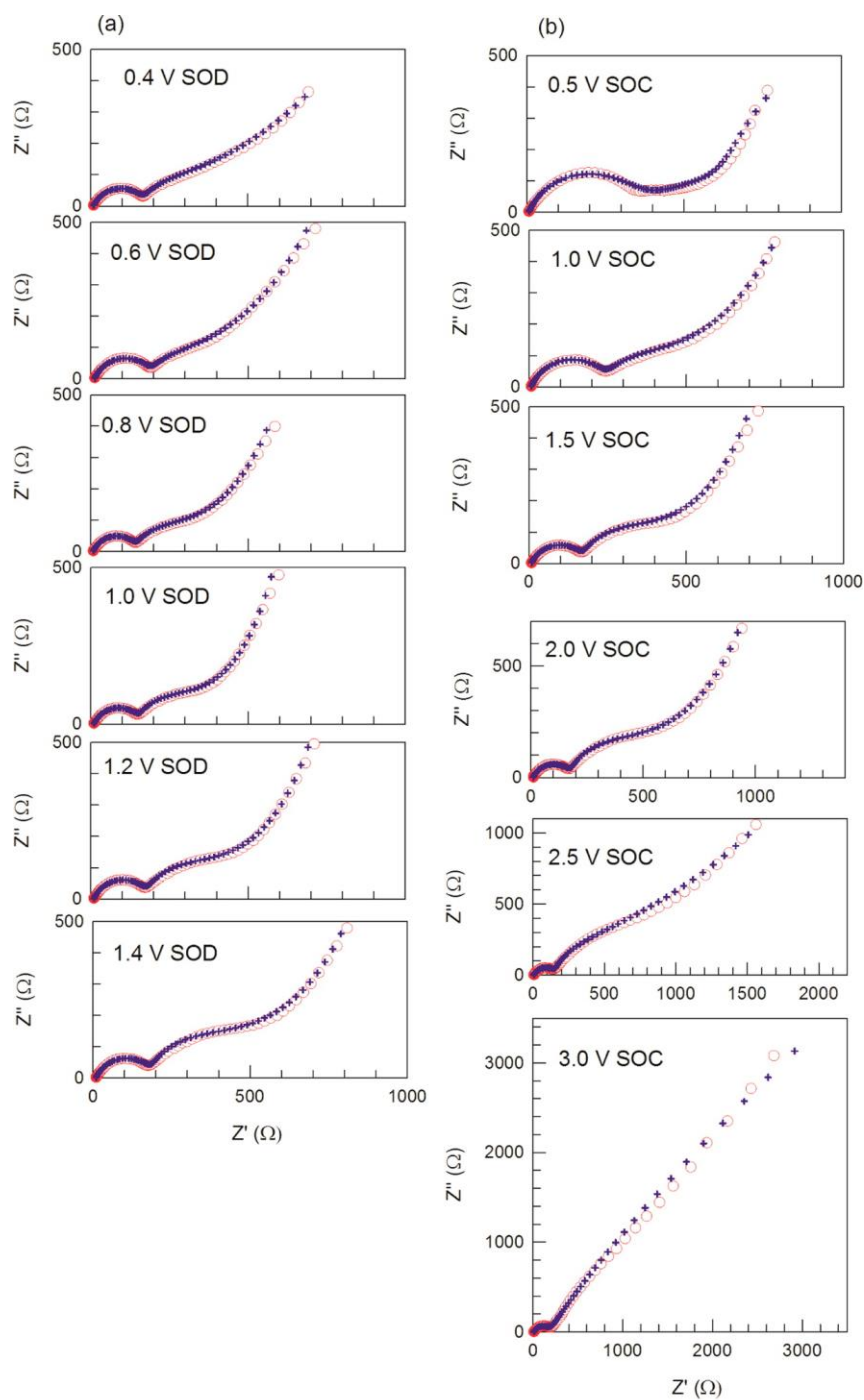 (a)
500
0.4 V SOD
Z'' (Ω)
0
500
0.6 V SOD
Z'' (Ω)
0
500
0.8 V SOD
Z'' (Ω)
0
500
1.0 V SOD
Z'' (Ω)
0
500
1.2 V SOD
Z'' (Ω)
0
500
1.4 V SOD
Z'' (Ω)
0
0 500 1000
Z' (Ω)
(b)
500
0.5 V SOC
Z'' (Ω)
0
500
1.0 V SOC
Z'' (Ω)
0
500
1.5 V SOC
Z'' (Ω)
0
0 500 1000
2.0 V SOC
500
Z'' (Ω)
0
0 500 1000
1000
2.5 V SOC
500
Z'' (Ω)
0
0 500 1000 1500 2000
3.0 V SOC
3000
2000
Z'' (Ω)
1000
0
0 1000 2000 3000
Z' (Ω)